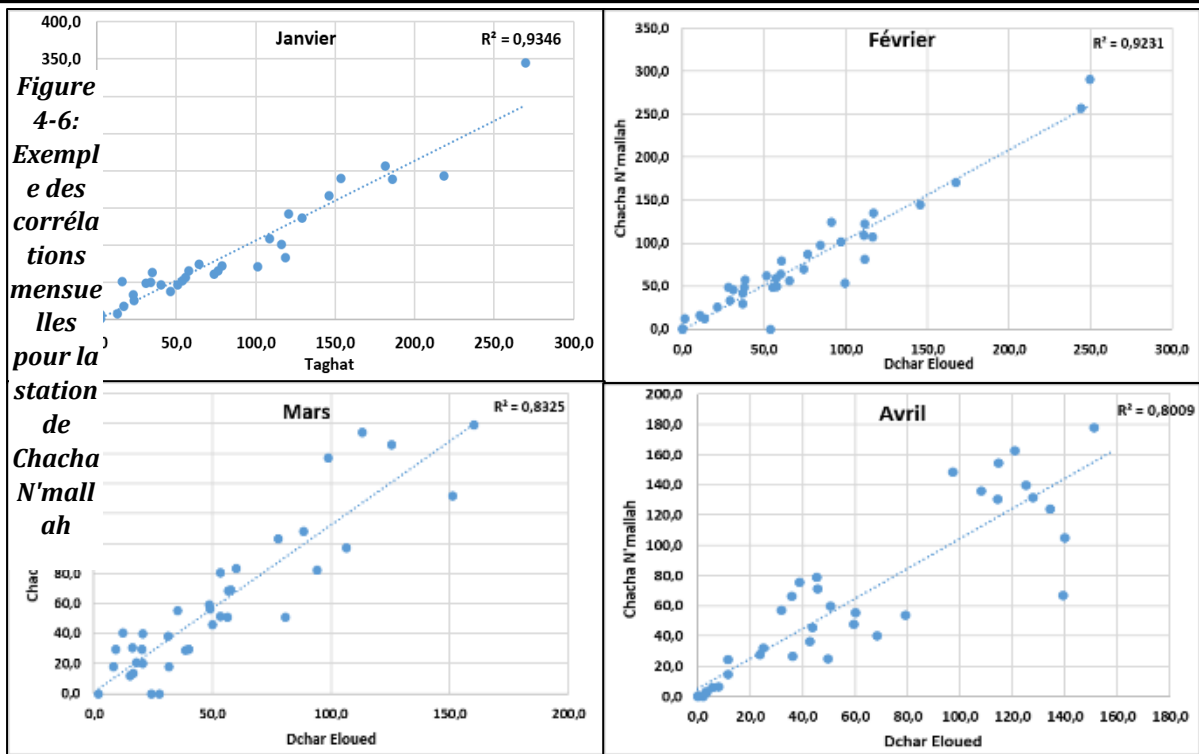 400,0
Janvier
R² = 0,9346
350,0
50,0
100,0
150,0
200,0
250,0
300,0
Taghat
Figure
4-6:
Exempl
e des
corréla
tions
mensue
lles
pour la
station
de
Chacha
N'mall
ah
350,0
Février
R² = 0,9231
300,0
250,0
200,0
150,0
100,0
50,0
0,0
Chacha N'mallah
0,0
50,0
100,0
150,0
200,0
250,0
300,0
Dchar Eloued
Mars
R² = 0,8325
80,0
60,0
40,0
20,0
0,0
0,0
50,0
100,0
150,0
200,0
Dchar Eloued
200,0
Avril
R² = 0,8009
180,0
160,0
140,0
120,0
100,0
80,0
60,0
40,0
20,0
0,0
Chacha N'mallah
0,0
20,0
40,0
60,0
80,0
100,0
120,0
140,0
160,0
180,0
Dchar Eloued